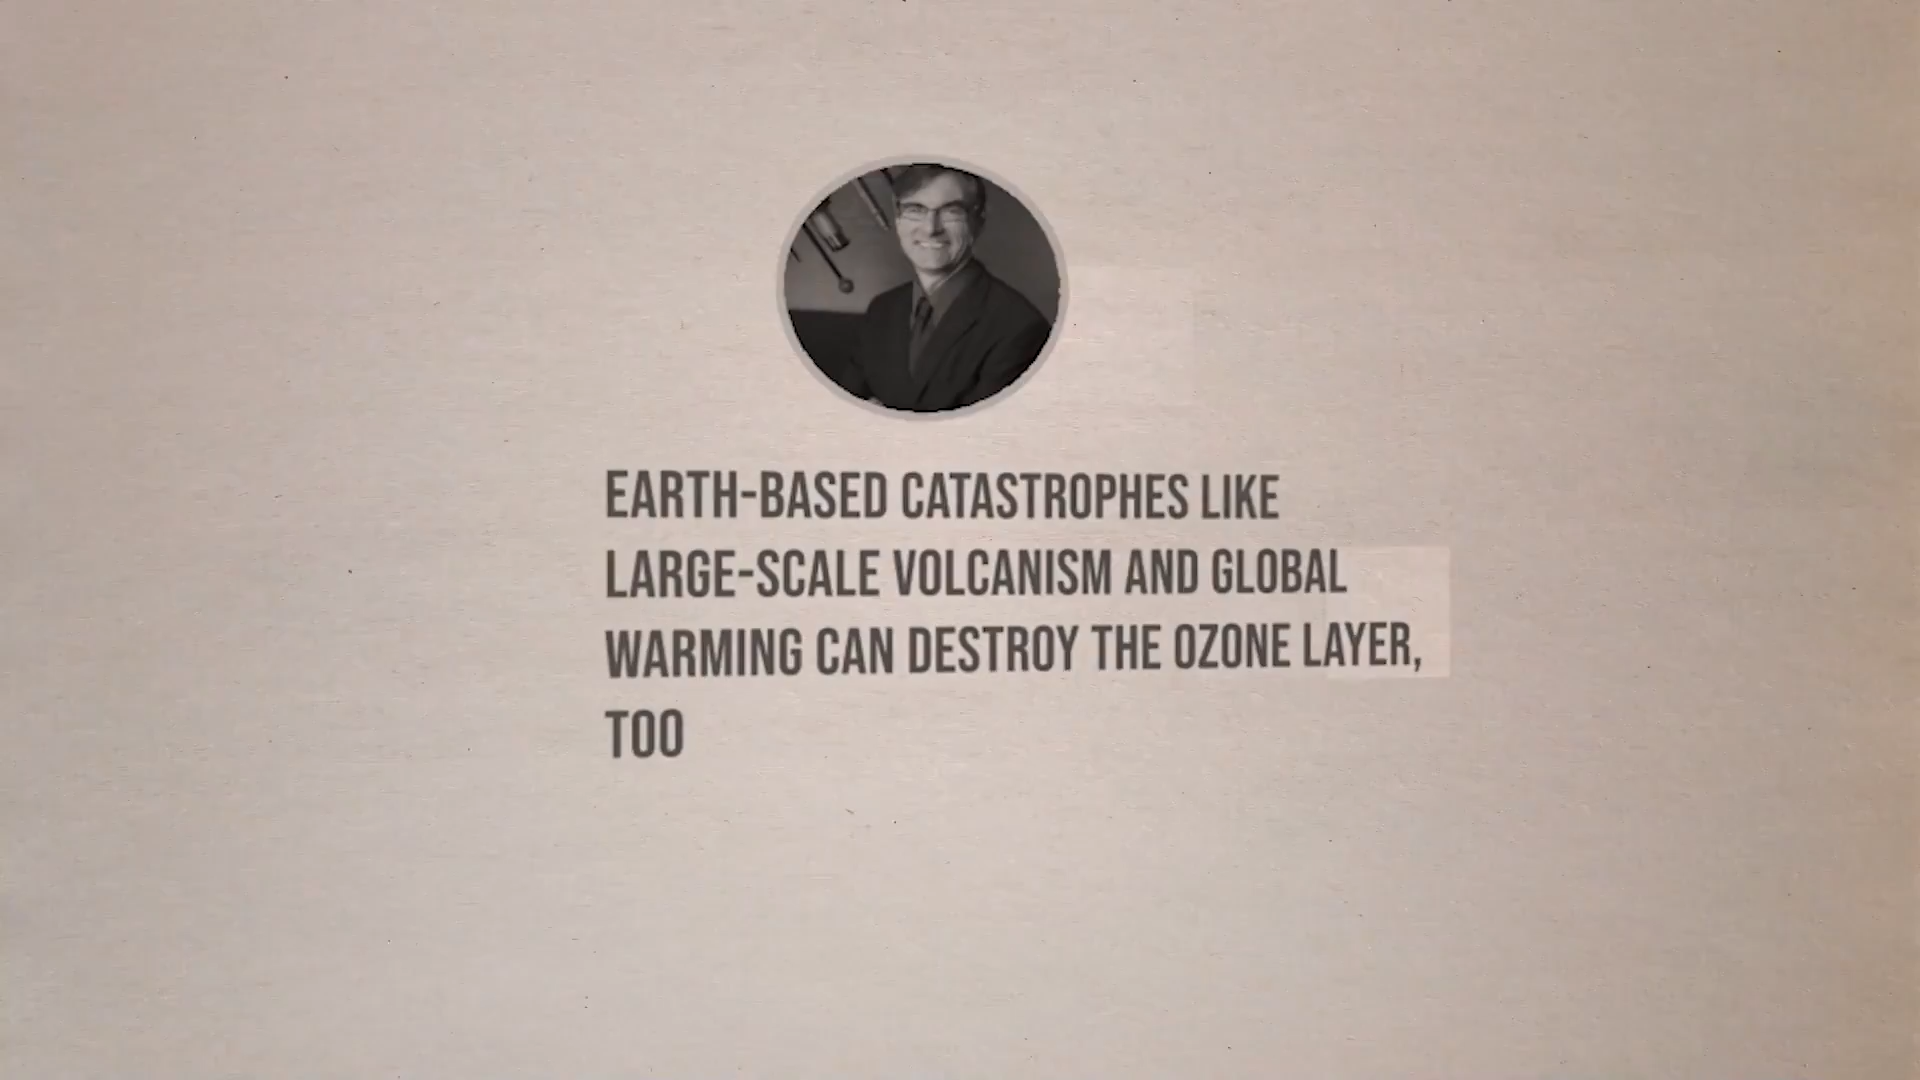 EARTH-BASED CATASTROPHES LIKE
LARGE-SCALE VOLCANISM AND GLOBAL
WARMING CAN DESTROY THE OZONE LAYER,
TOO